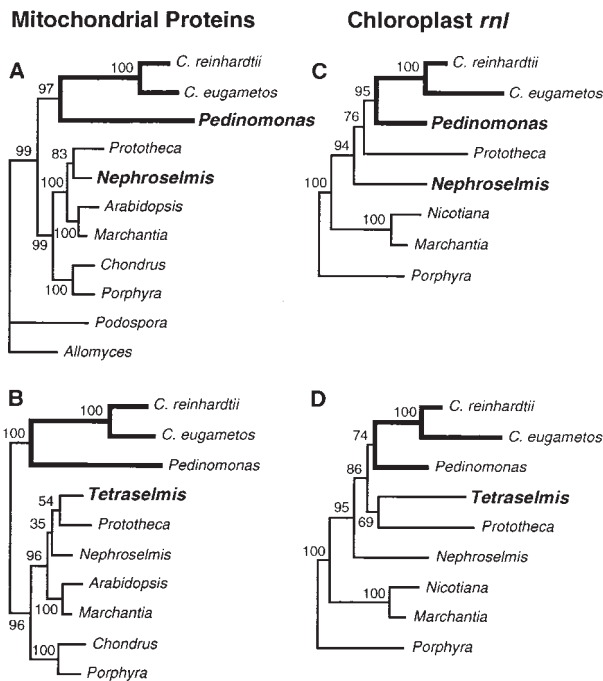 Mitochondrial Proteins
Chloroplast rnl
A
97
100
C. reinhardtii
C. eugametos
Pedinomonas
99
83
Prototheca
Nephroselmis
100
Arabidopsis
100
Marchantia
99
Chondrus
100
Porphyra
Podospora
Allomyces
C
100
C. reinhardtii
95
C. eugametos
76
Pedinomonas
94
Prototheca
100
Nephroselmis
100
Nicotiana
Marchantia
Porphyra
B
100
C. reinhardtii
100
C. eugametos
Pedinomonas
54
Tetraselmis
35
Prototheca
96
Nephroselmis
Arabidopsis
100
Marchantia
96
Chondrus
100
Porphyra
D
100
C. reinhardtii
74
C. eugametos
86
Pedinomonas
95
Tetraselmis
69
Prototheca
100
Nephroselmis
100
Nicotiana
Marchantia
Porphyra